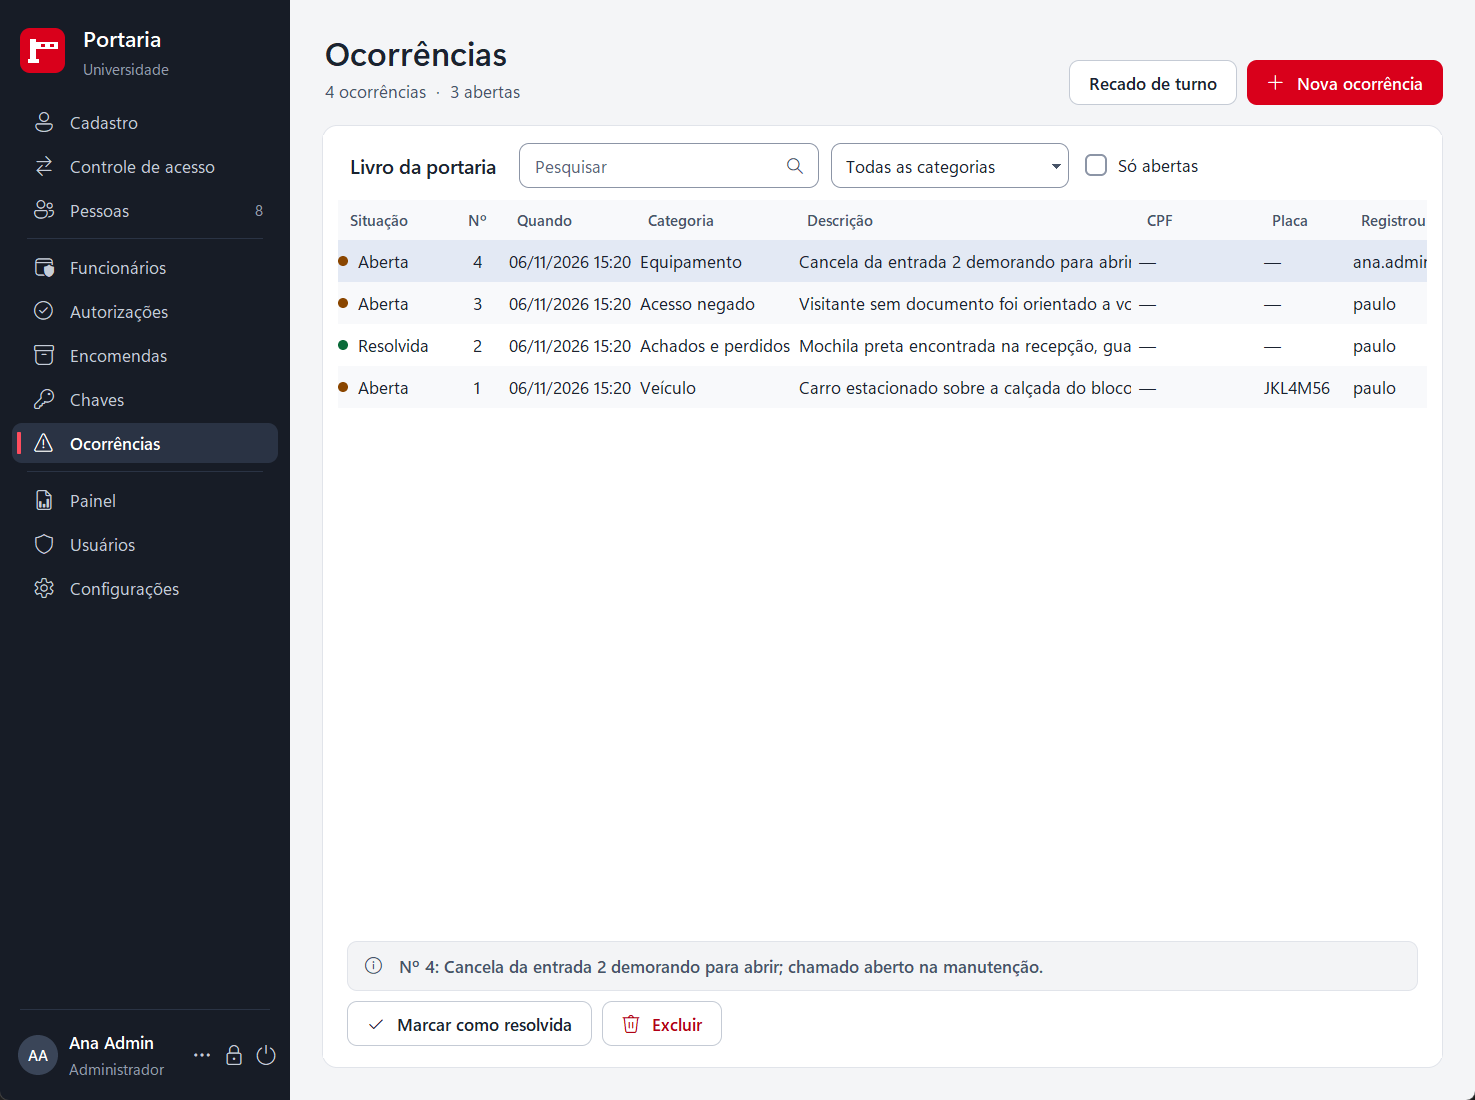 Portaria
Universidade
Cadastro
Controle de acesso
Pessoas 8
Funcionários
Autorizações
Encomendas
Chaves
Ocorrências
Painel
Usuários
Configurações
AA
Ana Admin
Administrador
Ocorrências
4 ocorrências · 3 abertas
Recado de turno
Nova ocorrência
Livro da portaria
Pesquisar
Todas as categorias
Só abertas
Situação Nº Quando Categoria Descrição CPF Placa Registrou
Aberta 4 06/11/2026 15:20 Equipamento Cancela da entrada 2 demorando para abrir — — ana.admin
Aberta 3 06/11/2026 15:20 Acesso negado Visitante sem documento foi orientado a vo — — paulo
Resolvida 2 06/11/2026 15:20 Achados e perdidos Mochila preta encontrada na recepção, gua — — paulo
Aberta 1 06/11/2026 15:20 Veículo Carro estacionado sobre a calçada do bloco — JKL4M56 paulo
Nº 4: Cancela da entrada 2 demorando para abrir; chamado aberto na manutenção.
Marcar como resolvida
Excluir